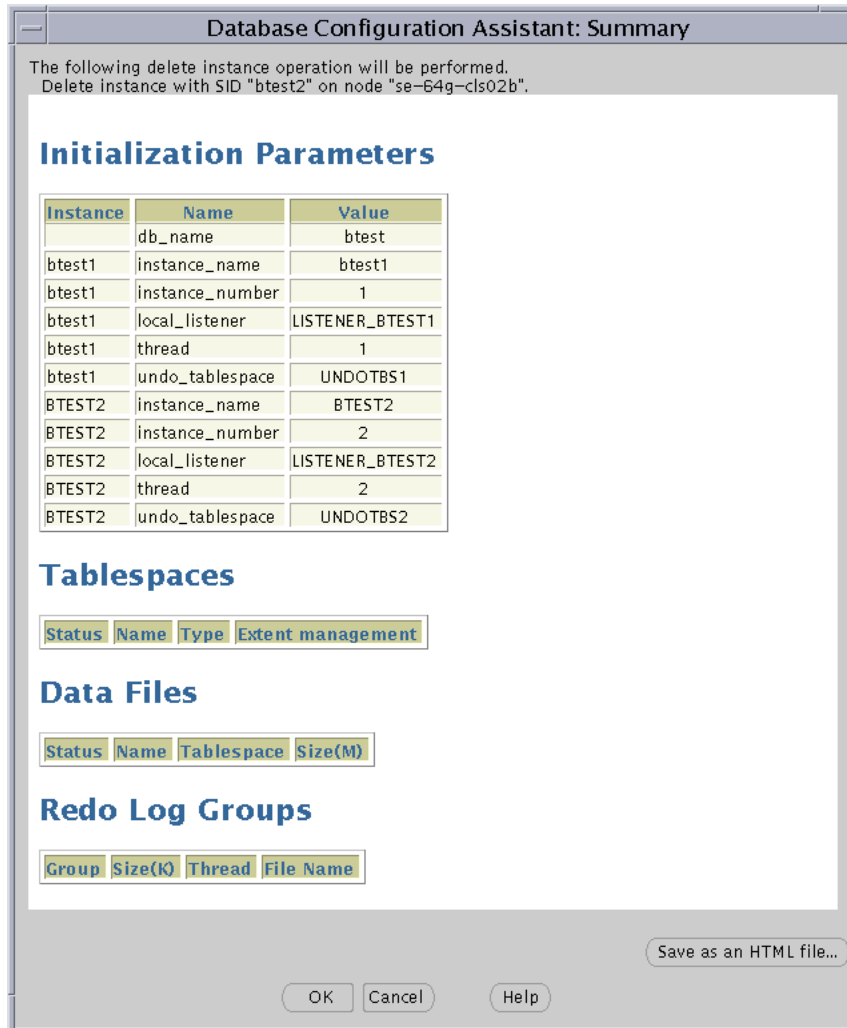 Database Configuration Assistant: Summary
The following delete instance operation will be performed.
Delete instance with SID "btest2" on node "se-64g-cls02b".
Initialization Parameters
Instance Name Value
db_name btest
btest1 instance_name btest1
btest1 instance_number 1
btest1 local_listener LISTENER_BTEST1
btest1 thread 1
btest1 undo_tablespace UNDOTBS1
BTEST2 instance_name BTEST2
BTEST2 instance_number 2
BTEST2 local_listener LISTENER_BTEST2
BTEST2 thread 2
BTEST2 undo_tablespace UNDOTBS2
Tablespaces
Status Name Type Extent management
Data Files
Status Name Tablespace Size(M)
Redo Log Groups
Group Size(K) Thread File Name
Save as an HTML file...
OK Cancel Help